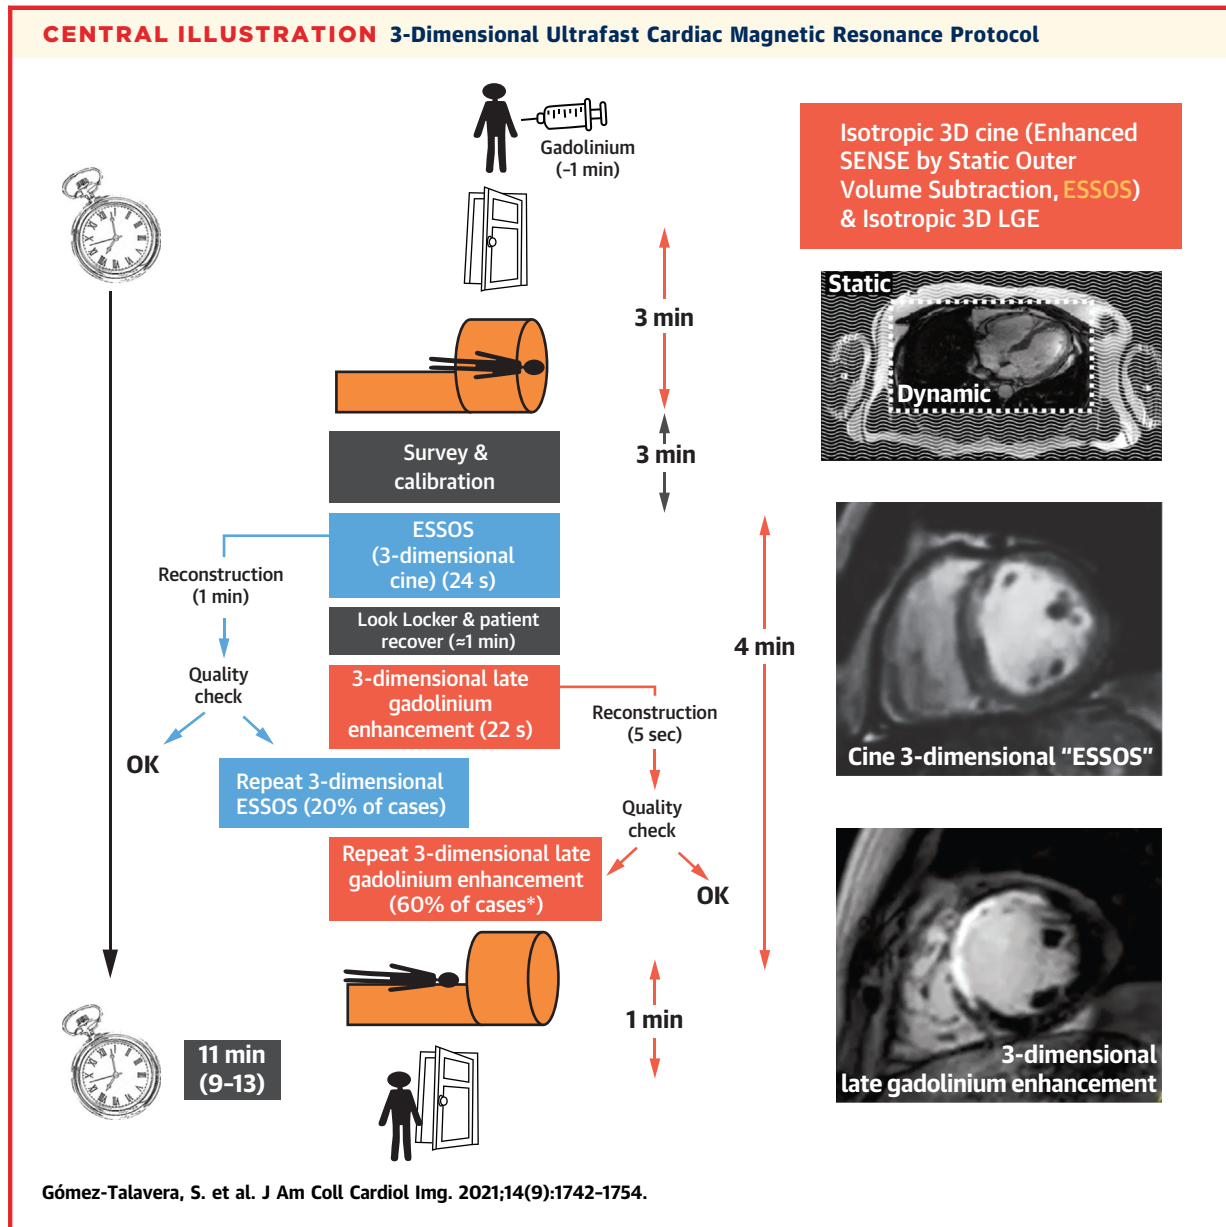 CENTRAL ILLUSTRATION 3-Dimensional Ultrafast Cardiac Magnetic Resonance Protocol
Gadolinium
(-1 min)
Isotropic 3D cine (Enhanced
SENSE by Static Outer
Volume Subtraction, ESSOS)
& Isotropic 3D LGE
3 min
Static
Dynamic
Survey &
calibration
3 min
ESSOS
(3-dimensional
cine) (24 s)
Reconstruction
(1 min)
Look Locker & patient
recover (≈1 min)
4 min
Quality
check
3-dimensional late
gadolinium
enhancement (22 s)
Reconstruction
(5 sec)
OK
Repeat 3-dimensional
ESSOS (20% of cases)
Cine 3-dimensional "ESSOS"
Quality
check
Repeat 3-dimensional late
gadolinium enhancement
(60% of cases*)
OK
1 min
11 min
(9-13)
3-dimensional
late gadolinium enhancement
Gómez-Talavera, S. et al. J Am Coll Cardiol Img. 2021;14(9):1742-1754.